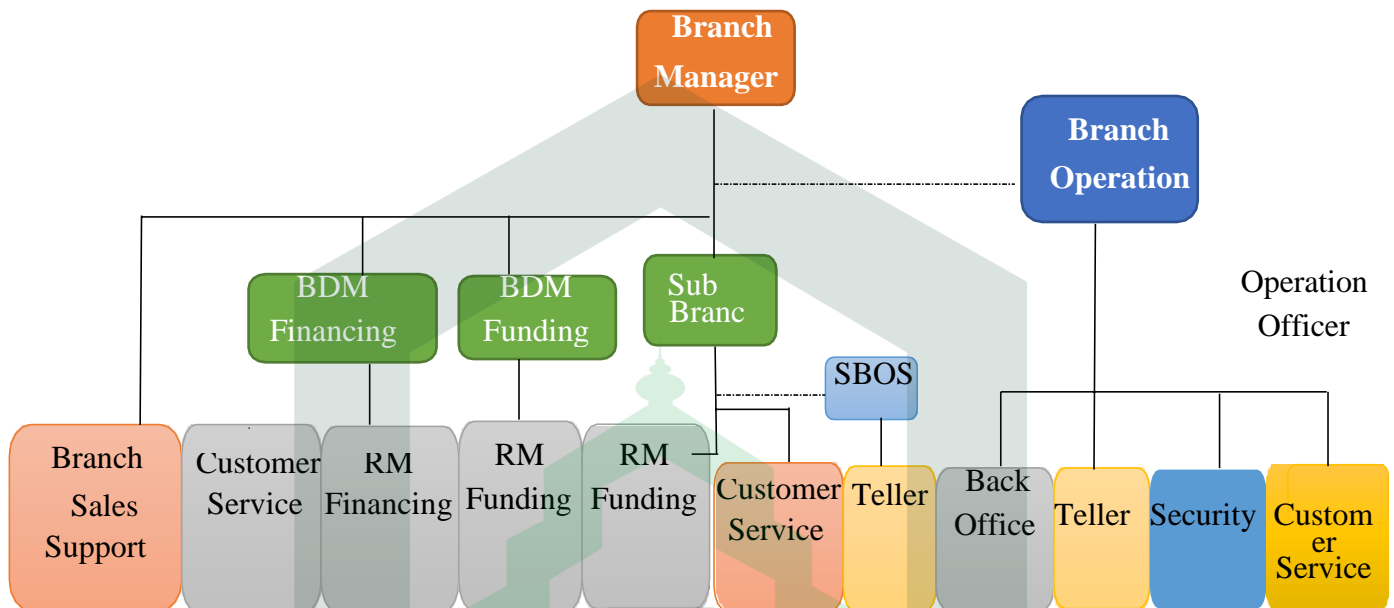 Branch
Manager
Branch
Operation
BDM
Financing
BDM
Funding
Sub
Branc
Operation
Officer
SBOS
Branch
Sales
Support
Customer
Service
RM
Financing
RM
Funding
RM
Funding
Customer
Service
Teller
Back
Office
Teller
Security
Custom
er
Service